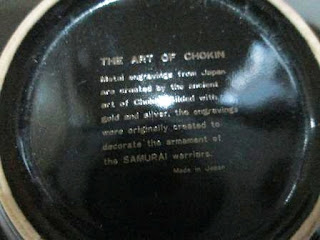 THE ART OF CHOKIN
Metal engravings from Japan
are created by the ancient
art of Chokin. Gilded with
gold and silver, the engravings
were originally created to
decorate the armament of
the SAMURAI warriors.
Made in Japan